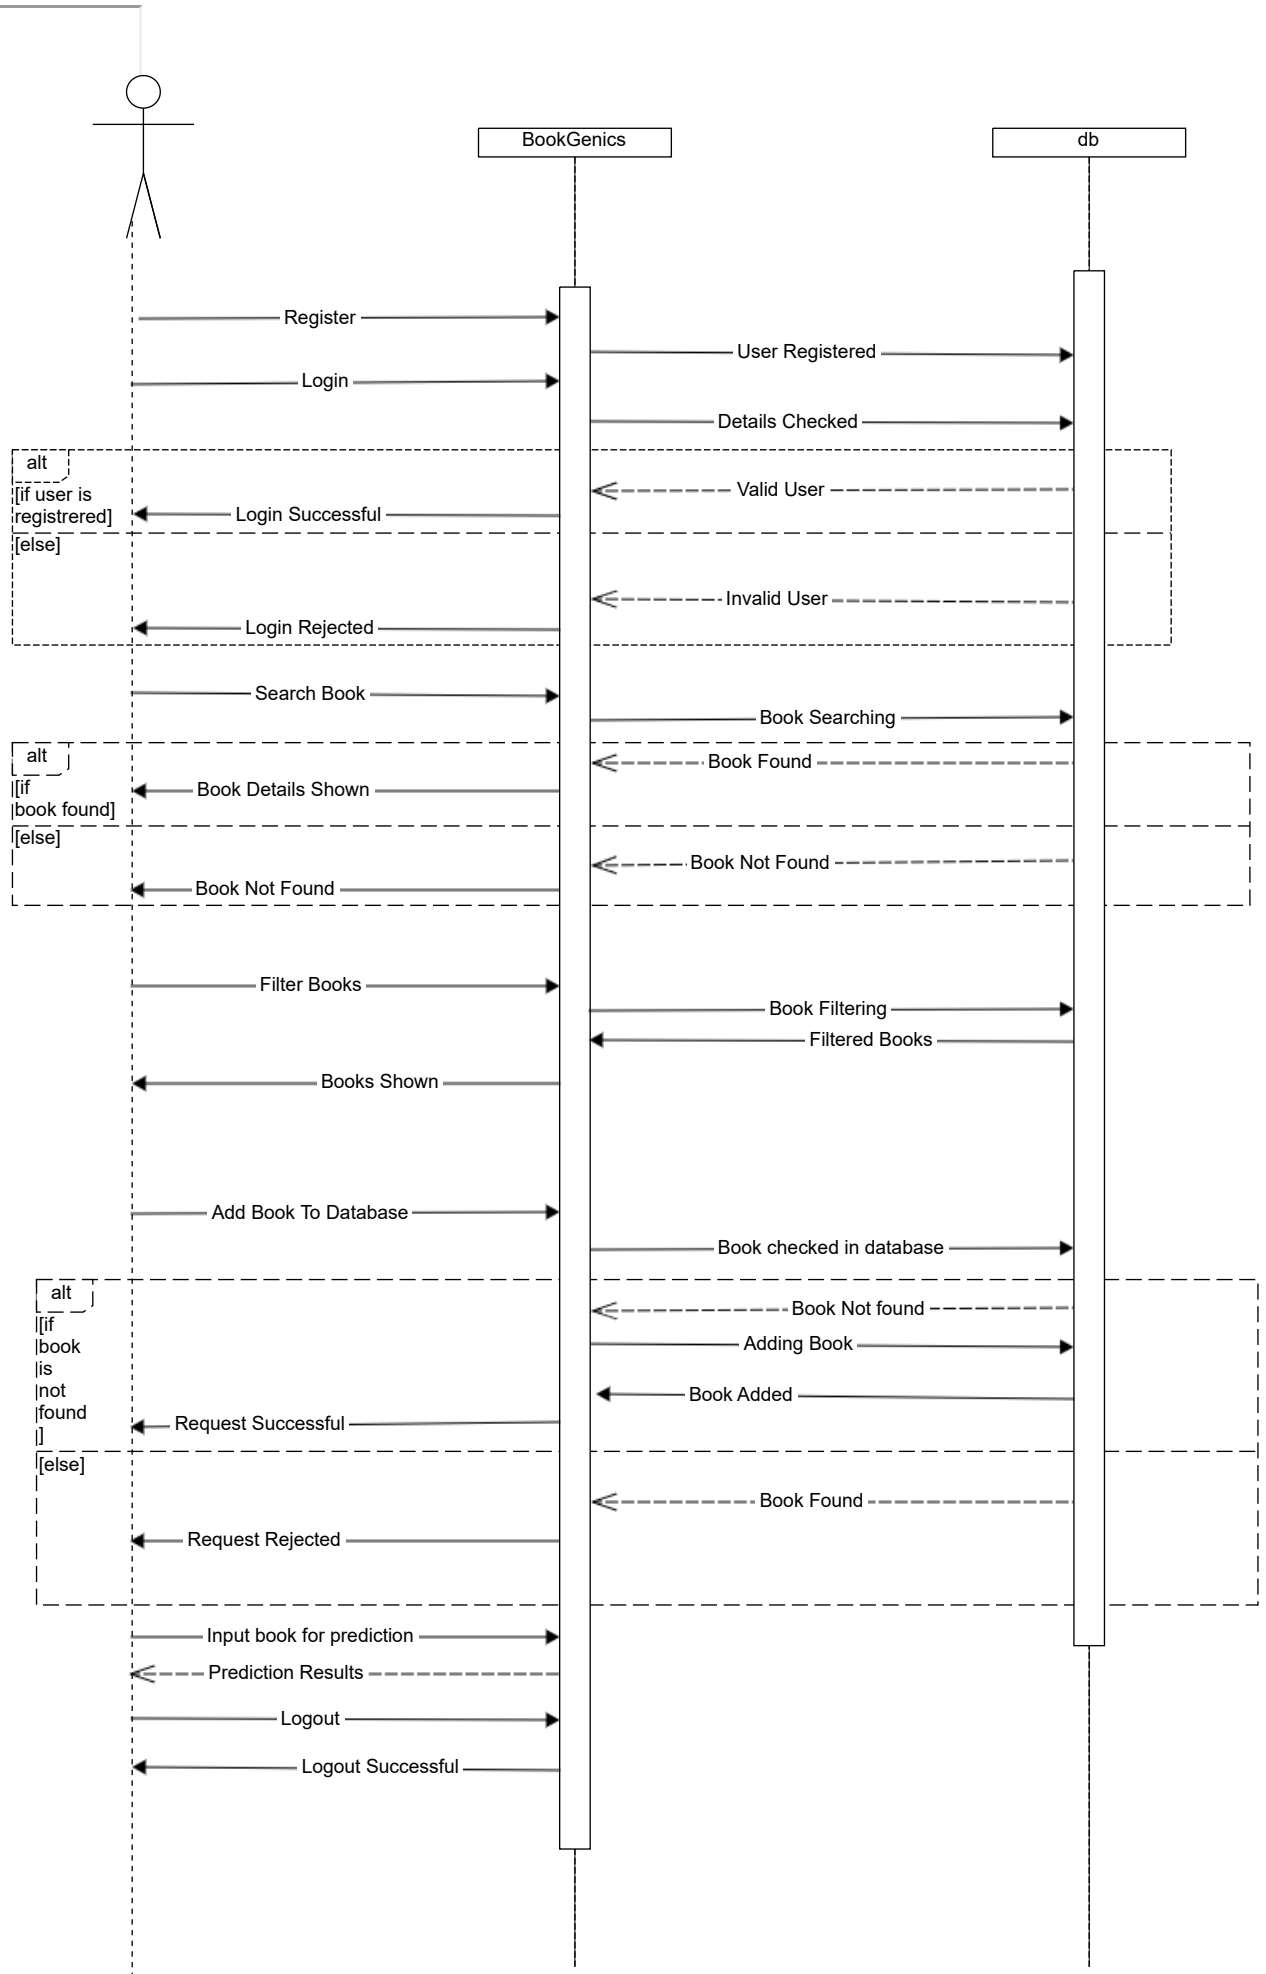 BookGenics
db
Register
User Registered
Login
Details Checked
alt
[if user is
registrered]
Valid User
Login Successful
[else]
Invalid User
Login Rejected
Search Book
Book Searching
alt
[if
book found]
Book Found
Book Details Shown
[else]
Book Not Found
Book Not Found
Filter Books
Book Filtering
Filtered Books
Books Shown
Add Book To Database
Book checked in database
alt
[if
book
is
not
found
]
Book Not found
Adding Book
Book Added
Request Successful
[else]
Book Found
Request Rejected
Input book for prediction
Prediction Results
Logout
Logout Successful